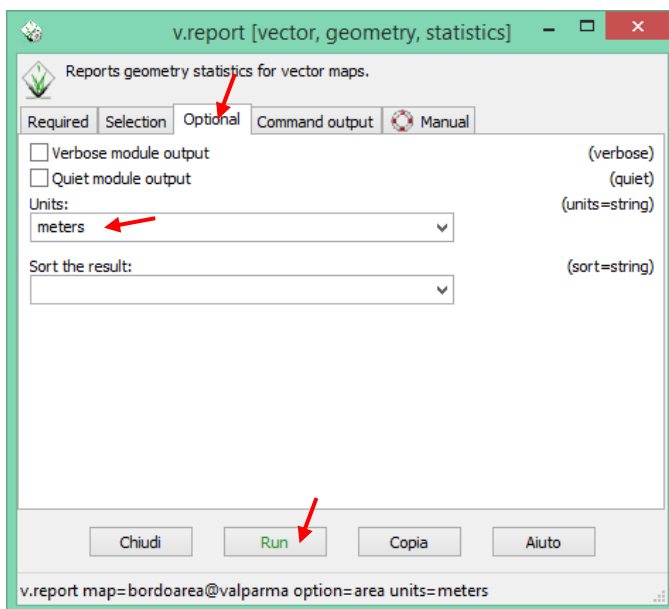 v.report [vector, geometry, statistics]
Reports geometry statistics for vector maps.
Required Selection Optional Command output Manual
Verbose module output (verbose)
Quiet module output (quiet)
Units: (units=string)
meters
Sort the result: (sort=string)
Chiudi Run Copia Aiuto
v.report map=bordoarea@valparma option=area units=meters